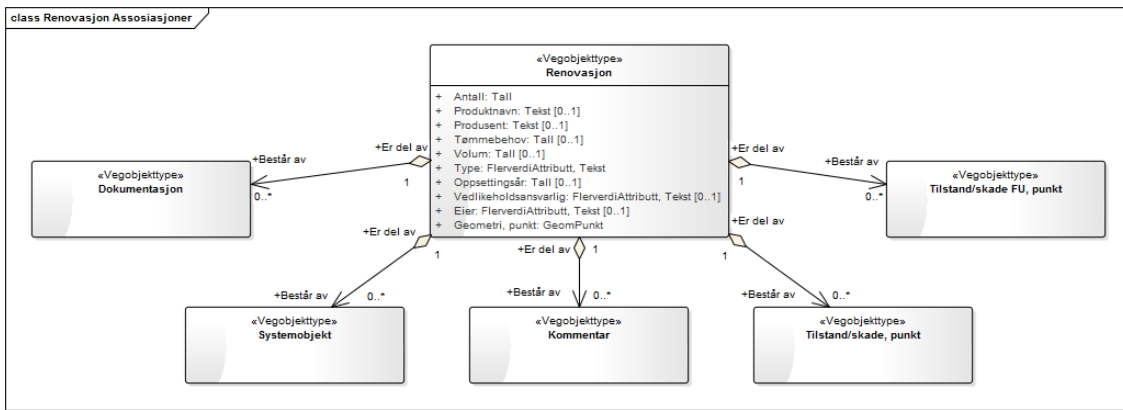 class Renovasjon Assosiasjoner
«Vegobjekttype»
Renovasjon
+ Antall: Tall
+ Produktnavn: Tekst [0..1]
+ Produsent: Tekst [0..1]
+ Tømmebehov: Tall [0..1]
+ Volum: Tall [0..1]
+ Type: FlerverdiAttributt, Tekst
+ Oppsettingsår: Tall [0..1]
+ Vedlikeholdsansvarlig: FlerverdiAttributt, Tekst [0..1]
+ Eier: FlerverdiAttributt, Tekst [0..1]
+ Geometri, punkt: GeomPunkt
+Er del av
1
+Består av
0..*
«Vegobjekttype»
Dokumentasjon
+Er del av
1
+Består av
0..*
«Vegobjekttype»
Tilstand/skade FU, punkt
+Er del av
1
+Består av
0..*
«Vegobjekttype»
Systemobjekt
+Er del av
1
+Består av
0..*
«Vegobjekttype»
Kommentar
+Er del av
1
+Består av
0..*
«Vegobjekttype»
Tilstand/skade, punkt